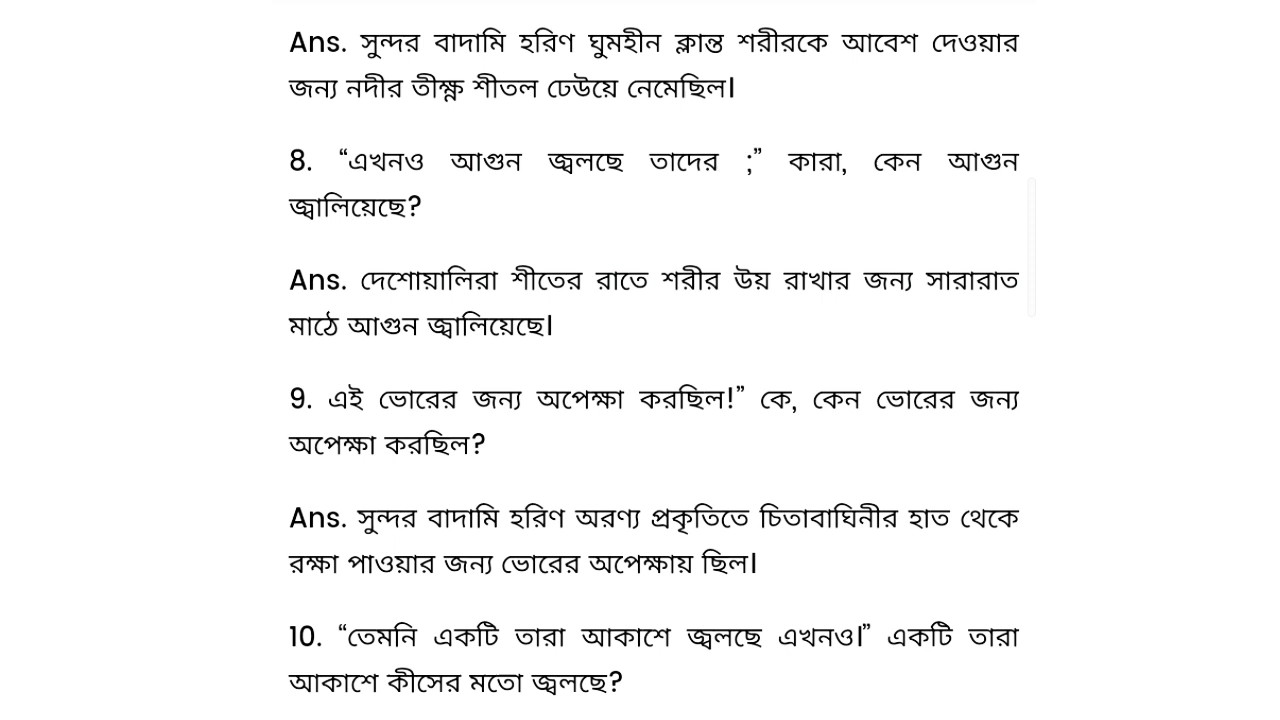 Ans. সুন্দর বাদামি হরিণ ঘুমহীন ক্লান্ত শরীরকে আবেশ দেওয়ার
জন্য নদীর তীক্ষ্ণ শীতল ঢেউয়ে নেমেছিল।
8. “এখনও আগুন জ্বলছে তাদের ;” কারা, কেন আগুন
জ্বালিয়েছে?
Ans. দেশোয়ালিরা শীতের রাতে শরীর উয় রাখার জন্য সারারাত
মাঠে আগুন জ্বালিয়েছে।
9. এই ভোরের জন্য অপেক্ষা করছিল!” কে, কেন ভোরের জন্য
অপেক্ষা করছিল?
Ans. সুন্দর বাদামি হরিণ অরণ্য প্রকৃতিতে চিতাবাঘিনীর হাত থেকে
রক্ষা পাওয়ার জন্য ভোরের অপেক্ষায় ছিল।
10. “তেমনি একটি তারা আকাশে জ্বলছে এখনও।” একটি তারা
আকাশে কীসের মতো জ্বলছে?